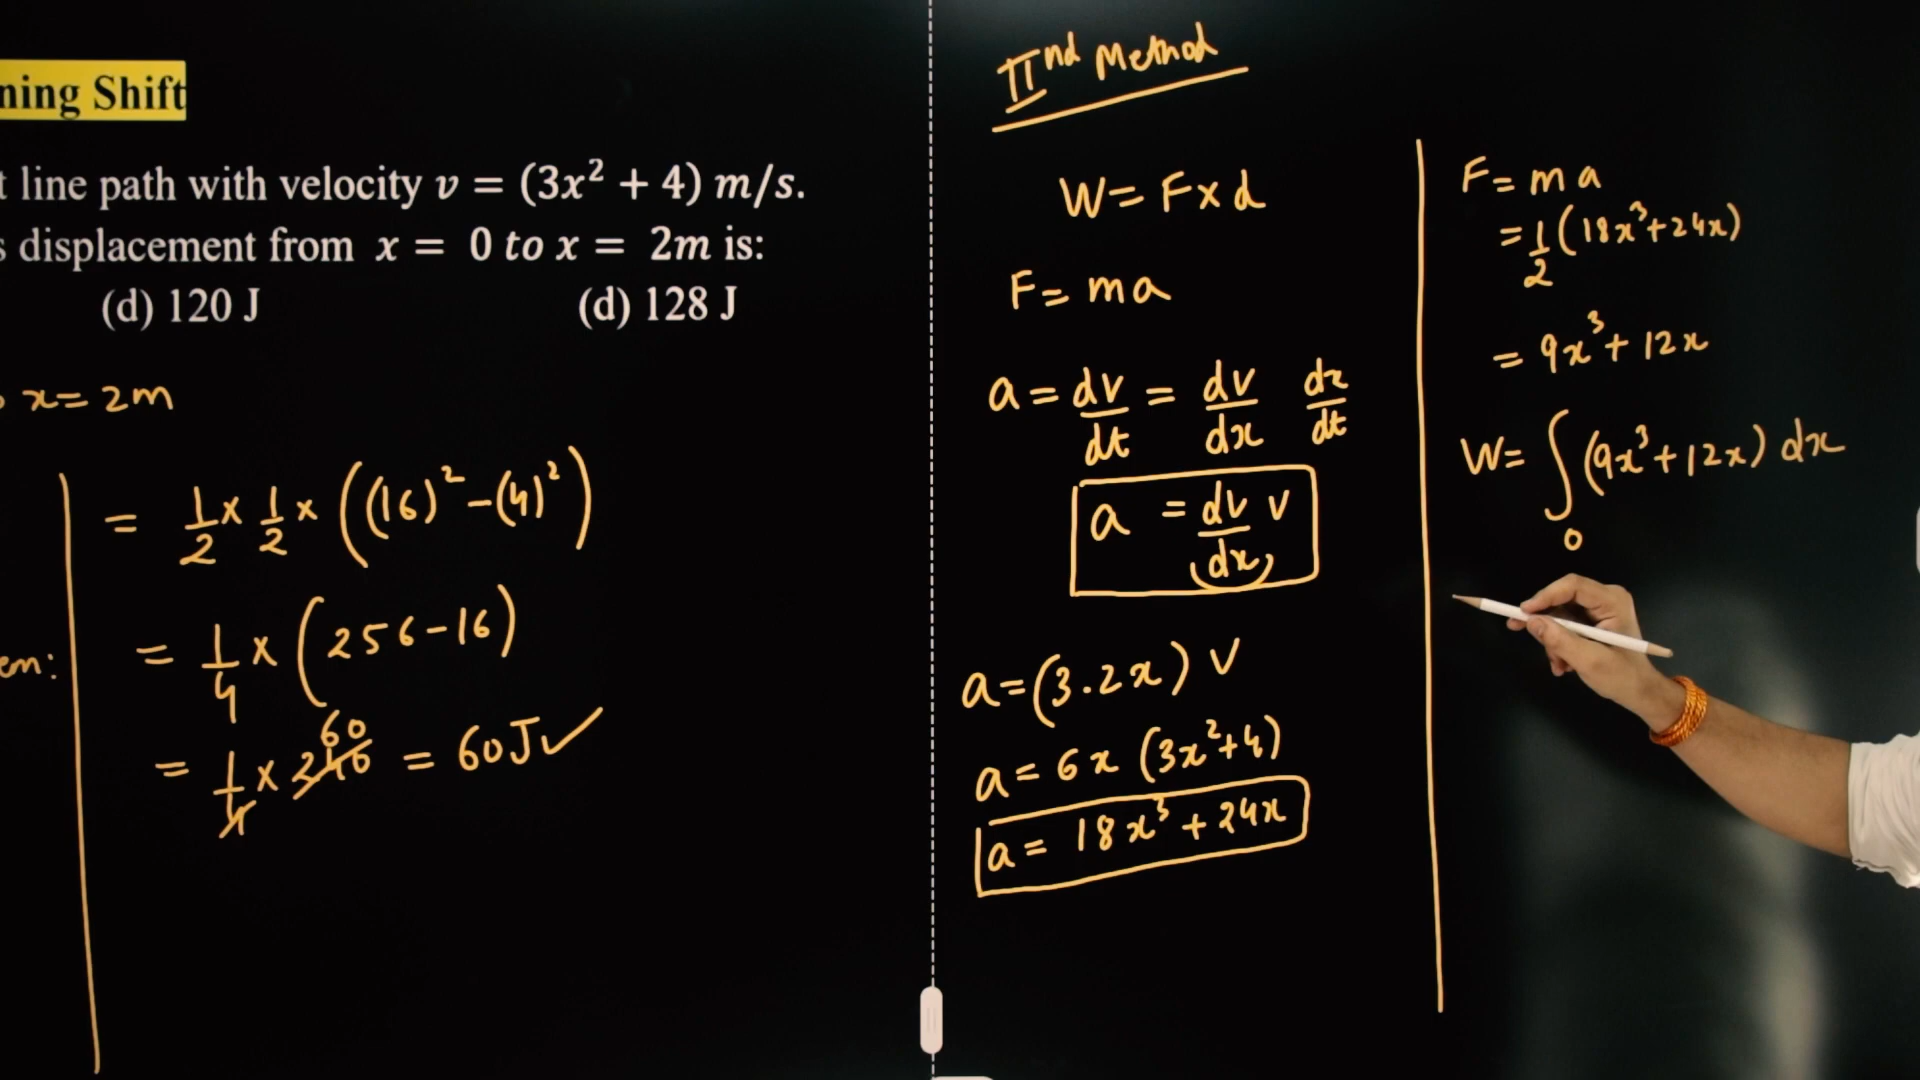 ning Shift
t line path with velocity v = (3x² + 4) m/s.
s displacement from x = 0 to x = 2m is:
(d) 120 J (d) 128 J
x = 2m
= 1/2 × 1/2 × ((16)² - (4)²)
em:
= 1/4 × (256 - 16)
= 1/4 × 240 60 = 60J ✓
IInd Method
W = F x d
F = ma
a = dv/dt = dv/dx dx/dt
a = dv/dx v
a = (3.2x) v
a = 6x (3x² + 4)
a = 18x³ + 24x
F = ma
= 1/2 (18x³ + 24x)
= 9x³ + 12x
W = ∫ (9x³ + 12x) dx
0